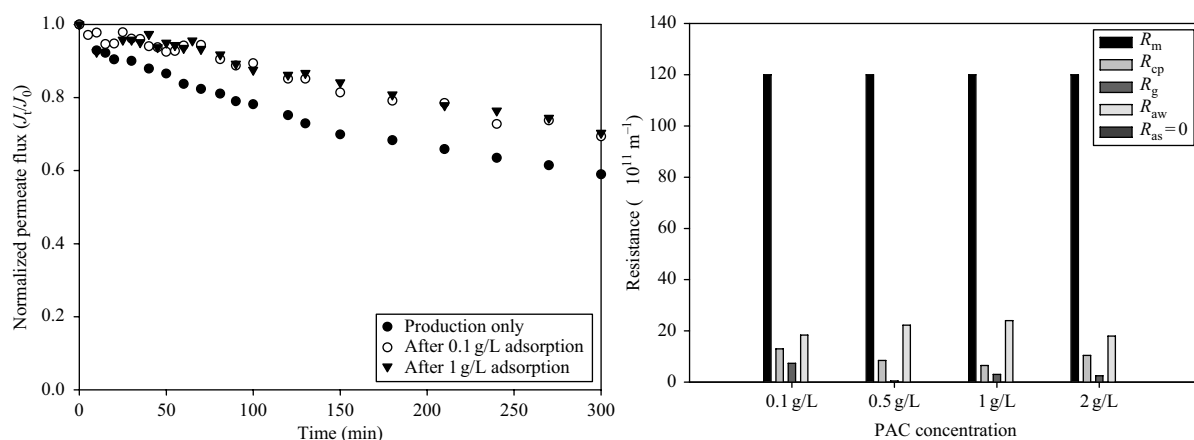 1.0
0.8
0.6
0.4
0.2
0.0
Normalized permeate flux (Jt/J0)
Production only
After 0.1 g/L adsorption
After 1 g/L adsorption
0 50 100 150 200 250 300
Time (min)
140
120
100
80
60
40
20
0
Resistance ( 10¹¹ m⁻¹)
Rm
Rcp
Rg
Raw
Ras = 0
0.1 g/L 0.5 g/L 1 g/L 2 g/L
PAC concentration